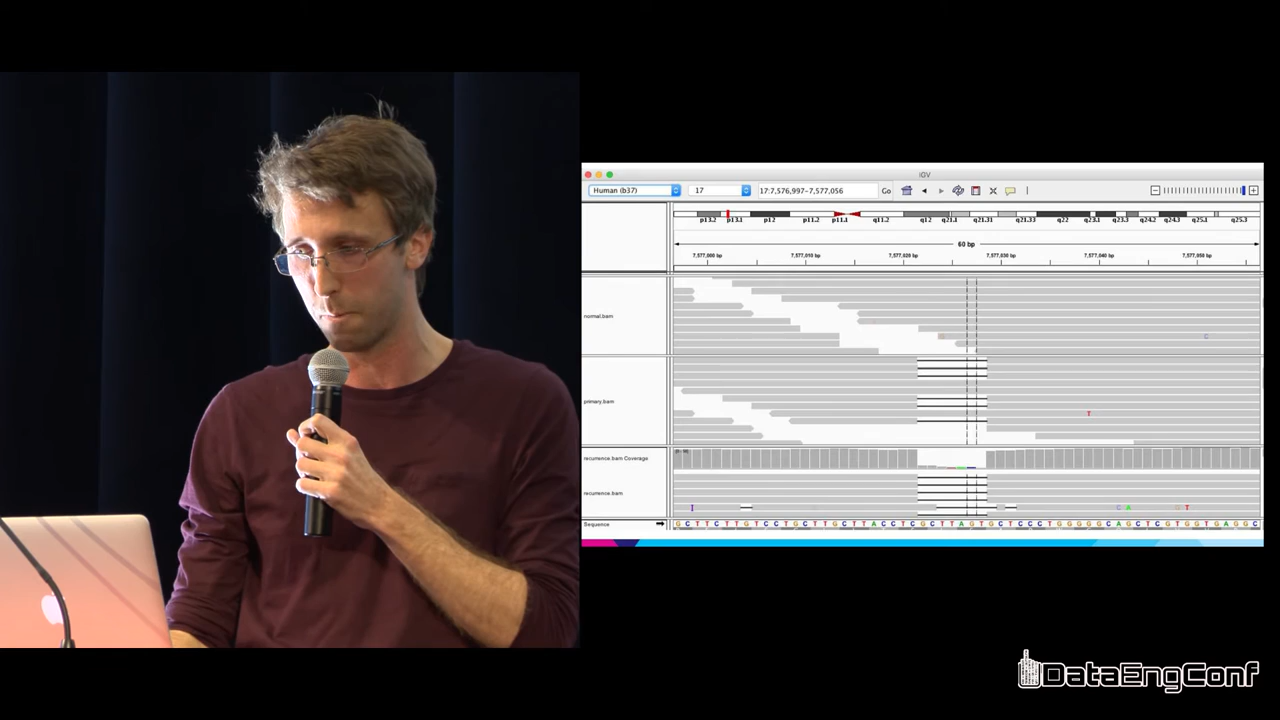 IGV
Human (b37) 17 17:7,576,997-7,577,056 Go
p13.2 p13.1 p12 p11.2 p11.1 q11.2 q12 q21.1 q21.31 q21.33 q22 q23.1 q23.3 q24.2 q24.3 q25.1 q25.3
60 bp
7,577,000 bp 7,577,010 bp 7,577,020 bp 7,577,030 bp 7,577,040 bp 7,577,050 bp
normal.bam
primary.bam
T
recurrence.bam Coverage
recurrence.bam
I A T
Sequence
G C T T C T T G T C C T G C T T G C T T A C C T C G C T T A G T G C T C C C T G G G G G C A G C T C G T G G T G A G G C
DataEngConf